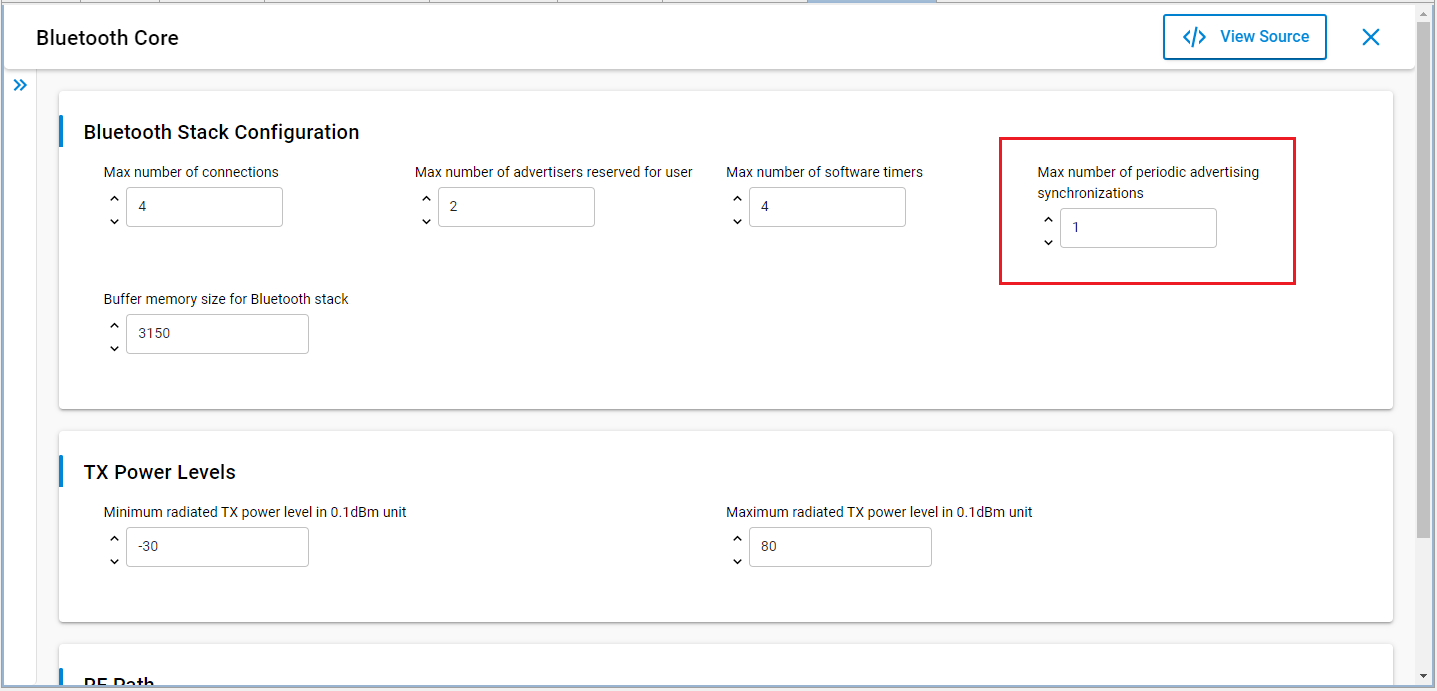 Bluetooth Core
</> View Source
Bluetooth Stack Configuration
Max number of connections
4
Max number of advertisers reserved for user
2
Max number of software timers
4
Max number of periodic advertising
synchronizations
1
Buffer memory size for Bluetooth stack
3150
TX Power Levels
Minimum radiated TX power level in 0.1dBm unit
-30
Maximum radiated TX power level in 0.1dBm unit
80
RF Path